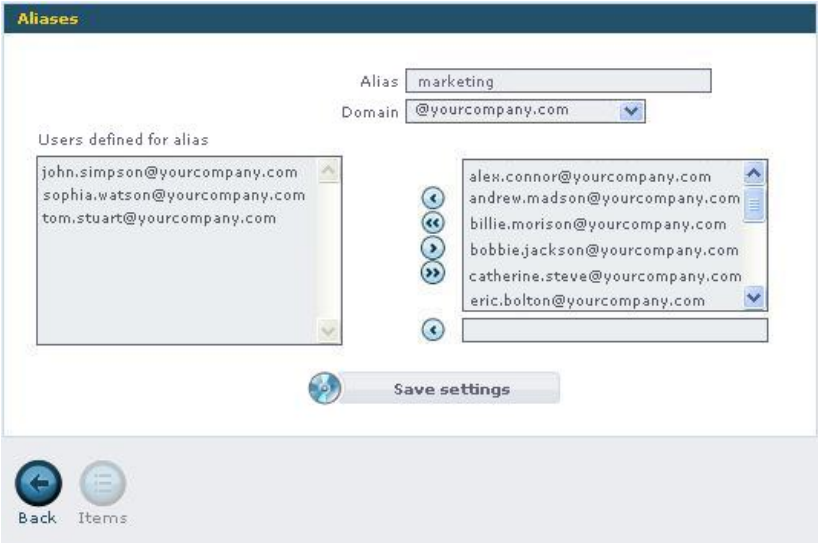 Aliases
Alias marketing
Domain @yourcompany.com
Users defined for alias
john.simpson@yourcompany.com
sophia.watson@yourcompany.com
tom.stuart@yourcompany.com
alex.connor@yourcompany.com
andrew.madson@yourcompany.com
billie.morison@yourcompany.com
bobbie.jackson@yourcompany.com
catherine.steve@yourcompany.com
eric.bolton@yourcompany.com
Save settings
Back Items